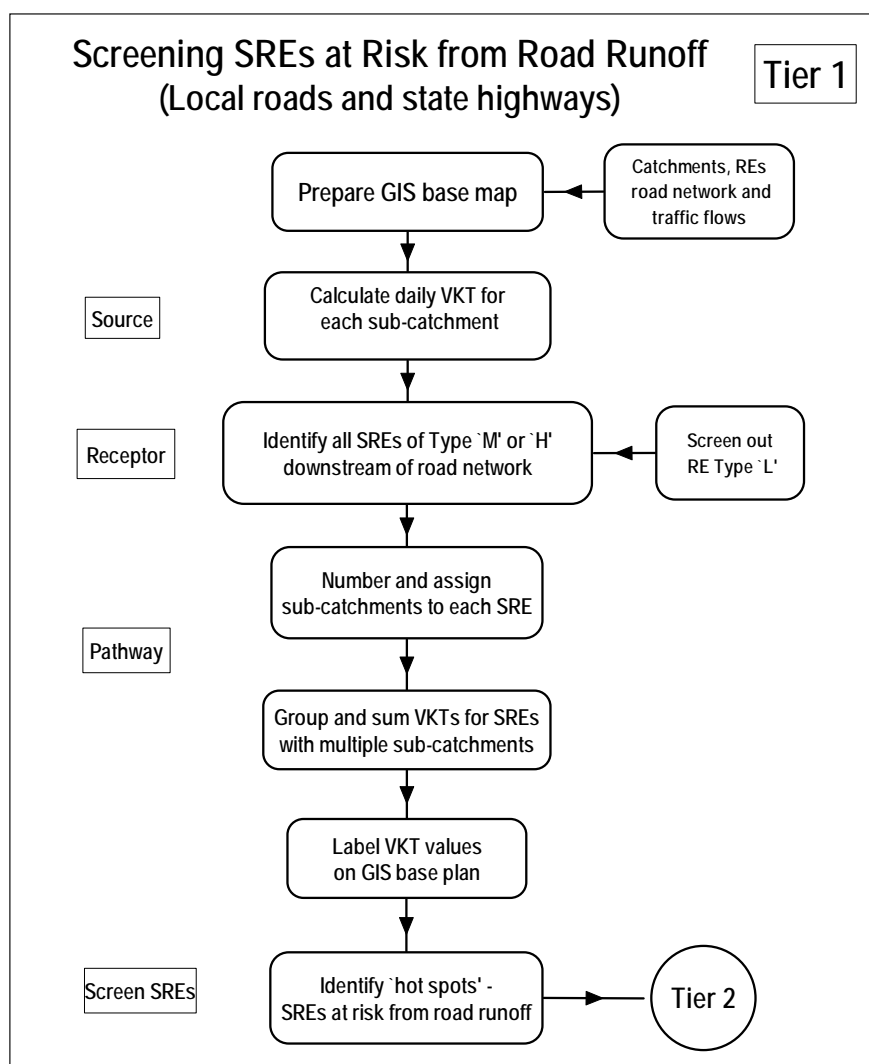 Screening SREs at Risk from Road Runoff
(Local roads and state highways)
Tier 1
Prepare GIS base map
Catchments, REs
road network and
traffic flows
Source
Calculate daily VKT for
each sub-catchment
Receptor
Identify all SREs of Type `M' or `H'
downstream of road network
Screen out
RE Type `L'
Number and assign
sub-catchments to each SRE
Pathway
Group and sum VKTs for SREs
with multiple sub-catchments
Label VKT values
on GIS base plan
Screen SREs
Identify `hot spots' -
SREs at risk from road runoff
Tier 2